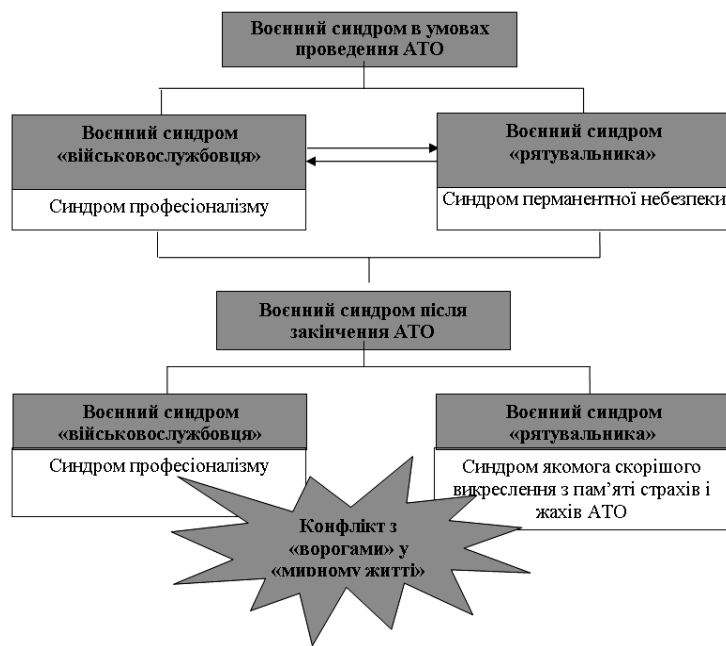 Воєнний синдром в умовах
проведення АТО
Воєнний синдром
«військовослужбовця»
Синдром професіоналізму
Воєнний синдром
«рятувальника»
Синдром перманентної небезпеки
Воєнний синдром після
закінчення АТО
Воєнний синдром
«військовослужбовця»
Синдром професіоналізму
Воєнний синдром
«рятувальника»
Синдром якомога скорішого
викреслення з пам’яті страхів і
жахів АТО
Конфлікт з
«ворогами» у
«мирному житті»